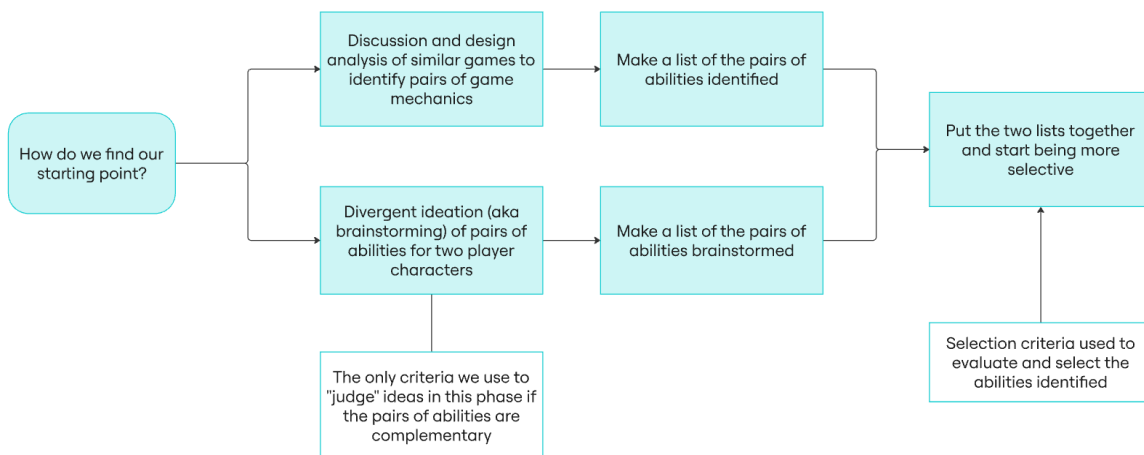 How do we find our
starting point?
Discussion and design
analysis of similar games to
identify pairs of game
mechanics
Make a list of the pairs of
abilities identified
Divergent ideation (aka
brainstorming) of pairs of
abilities for two player
characters
Make a list of the pairs of
abilities brainstormed
Put the two lists together
and start being more
selective
The only criteria we use to
"judge" ideas in this phase if
the pairs of abilities are
complementary
Selection criteria used to
evaluate and select the
abilities identified